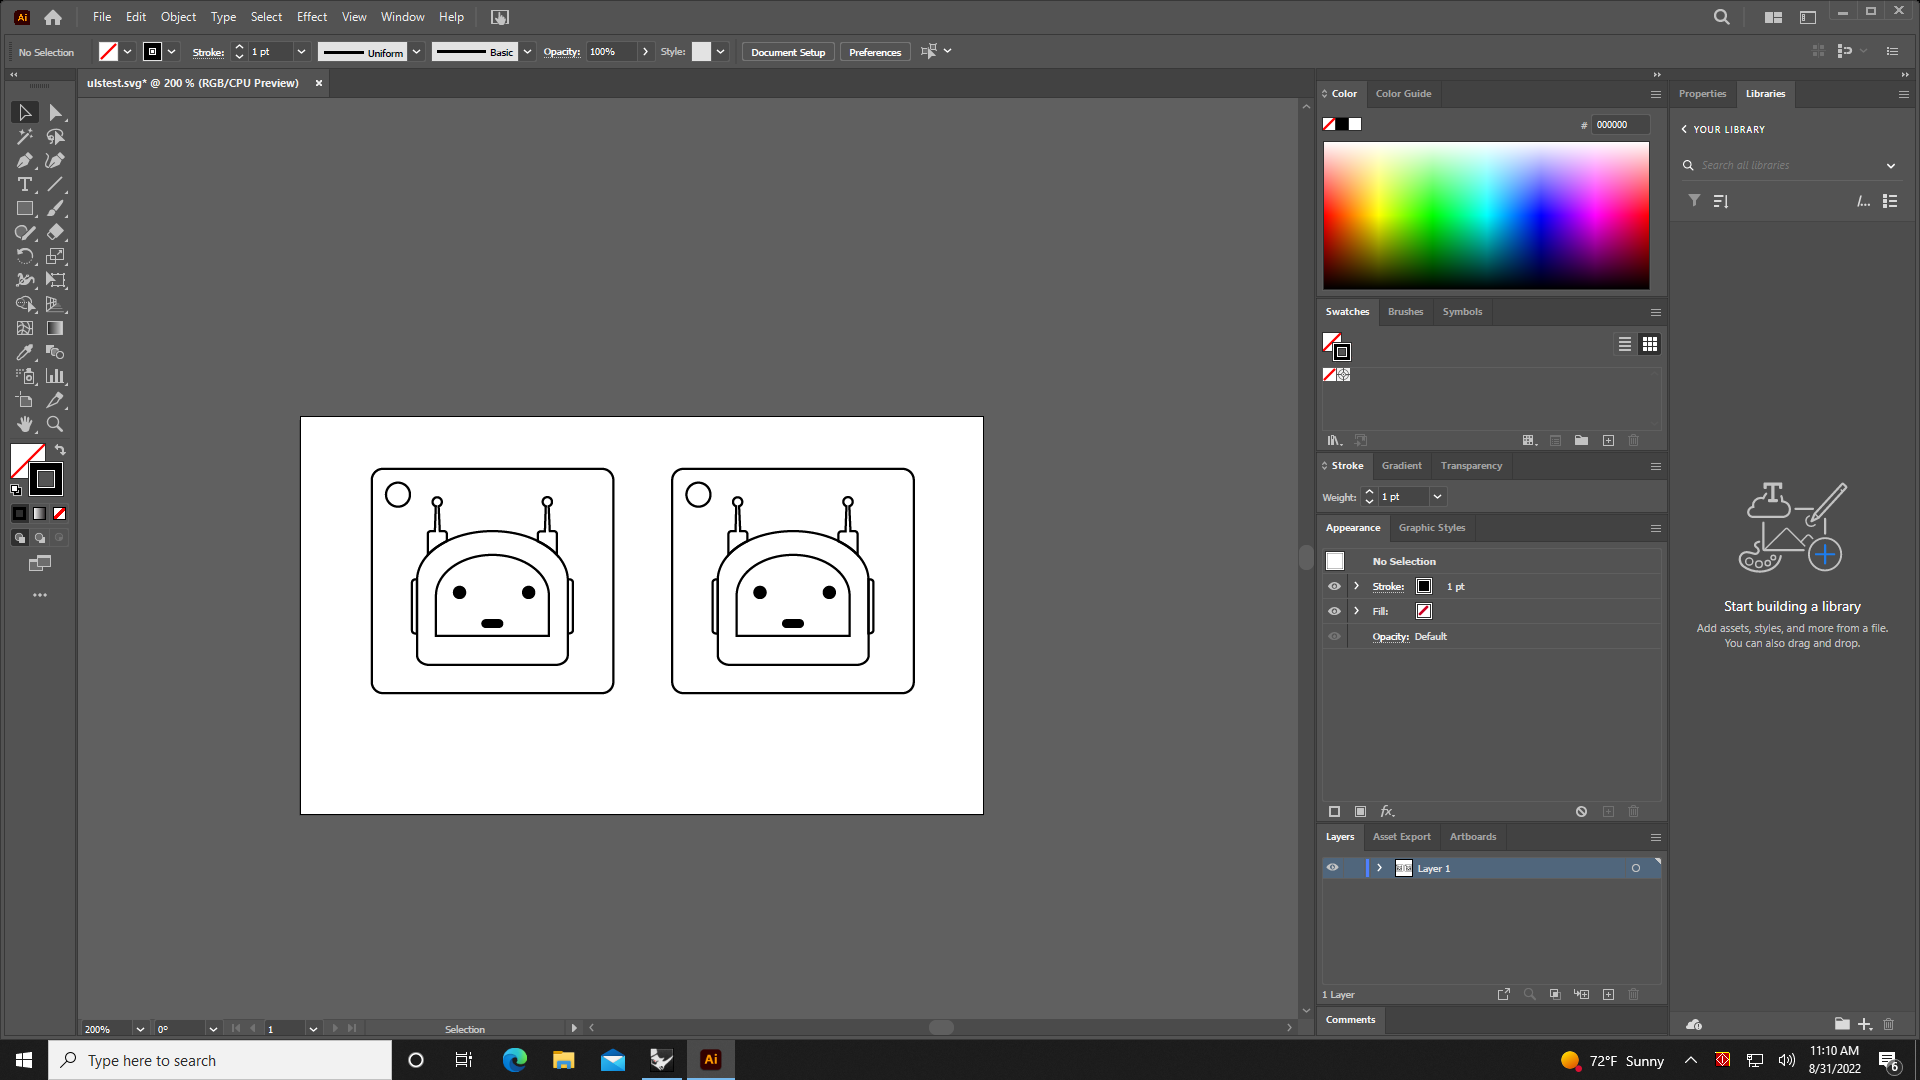 Ai File Edit Object Type Select Effect View Window Help
No Selection Stroke: 1 pt Uniform Basic Opacity: 100% Style: Document Setup Preferences
ulstest.svg* @ 200 % (RGB/CPU Preview)
Color Color Guide
# 000000
Swatches Brushes Symbols
Stroke Gradient Transparency
Weight: 1 pt
Appearance Graphic Styles
No Selection
Stroke: 1 pt
Fill:
Opacity: Default
fx.
Layers Asset Export Artboards
Layer 1
1 Layer
Comments
Properties Libraries
YOUR LIBRARY
Search all libraries
/...
Start building a library
Add assets, styles, and more from a file.
You can also drag and drop.
200% 0° 1 Selection
Type here to search
Ai
72°F Sunny
11:10 AM
8/31/2022
6